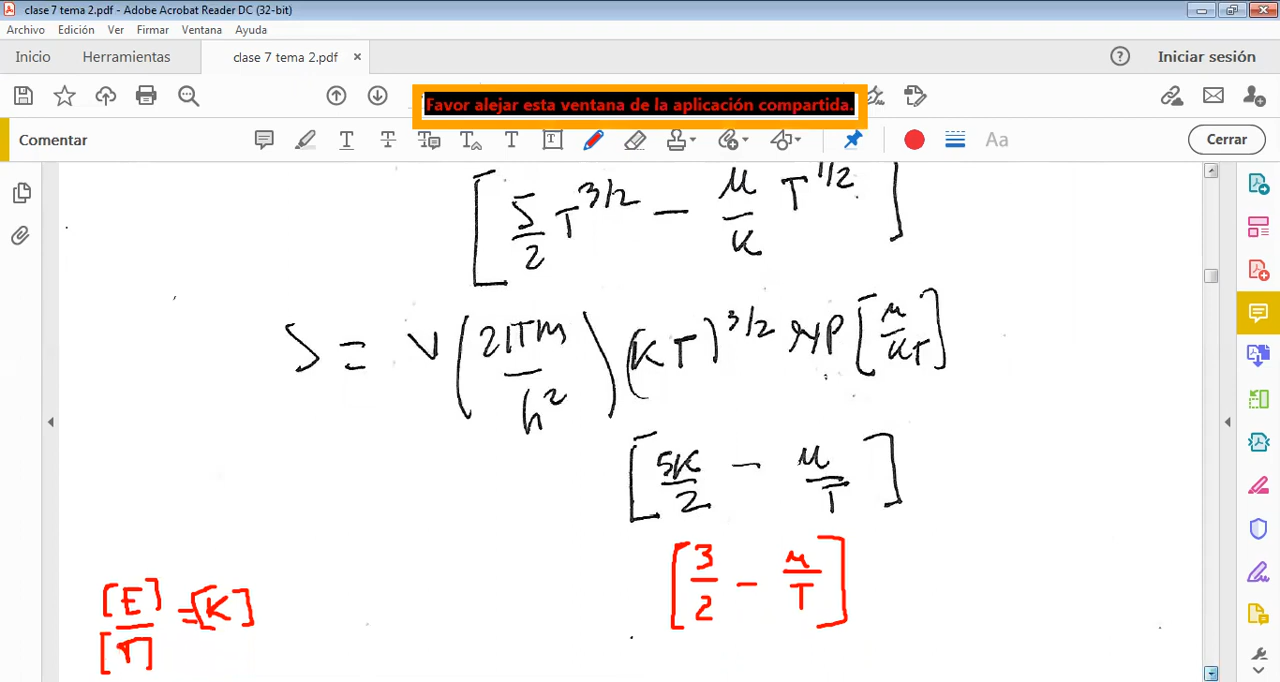 clase 7 tema 2.pdf - Adobe Acrobat Reader DC (32-bit)
Archivo Edición Ver Firmar Ventana Ayuda
Inicio Herramientas clase 7 tema 2.pdf × Iniciar sesión
Favor alejar esta ventana de la aplicación compartida.
Comentar Aa Cerrar
[5/2 T^3/2 - μ/K T^1/2]
S = V (2πm/h^2) (KT)^3/2 exp [μ/KT]
[5K/2 - μ/T]
[3/2 - μ/T]
[E]/[T] = [K]